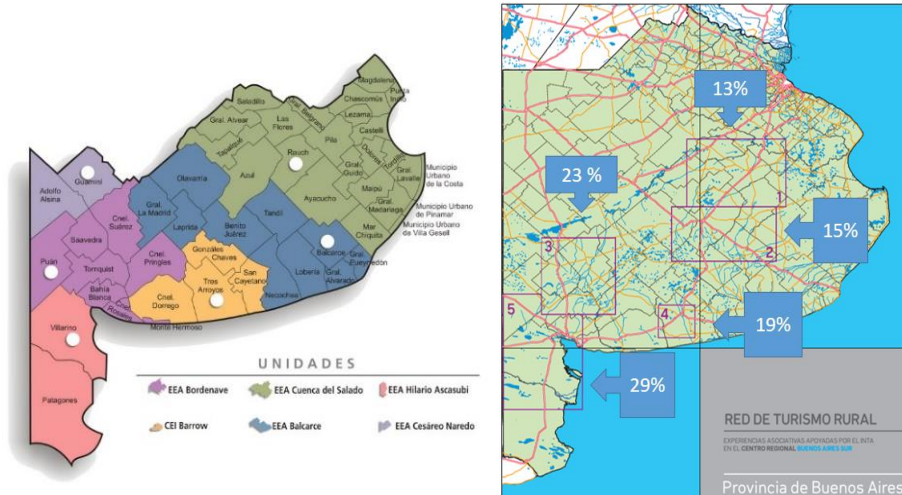 Magdalena
Punta
Indio
Chascomús
Saladillo
Gral. Belgrano
Lezama
Gral. Alvear
Las
Flores
Castelli
Pila
Tapalqué
Dolores
Tordillo
Rauch
Guaminí
Gral.
Guido
Gral.
Lavalle
Municipio
Urbano
de la Costa
Adolfo
Alsina
Olavarría
Azul
Maipú
Ayacucho
Gral.
Madariaga
Municipio Urbano
de Pinamar
Cnel.
Suárez
Gral.
La Madrid
Tandil
Municipio Urbano
de Villa Gesell
Mar
Chiquita
Laprida
Benito
Juárez
Saavedra
Balcarce
Puán
Cnel.
Pringles
Gonzáles
Chaves
Gral.
Pueyrredón
Tornquist
Lobería
Gral.
Alvarado
Tres
Arroyos
San
Cayetano
Necochea
Bahía
Blanca
Cnel.
Rosales
Cnel.
Dorrego
Monte Hermoso
Villarino
Patagones
UNIDADES
EEA Bordenave
EEA Cuenca del Salado
EEA Hilario Ascasubi
CEI Barrow
EEA Balcarce
EEA Cesáreo Naredo
13%
23 %
1
15%
2
3
19%
4
5
29%
RED DE TURISMO RURAL
EXPERIENCIAS ASOCIATIVAS APOYADAS POR EL INTA
EN EL CENTRO REGIONAL BUENOS AIRES SUR
Provincia de Buenos Aires